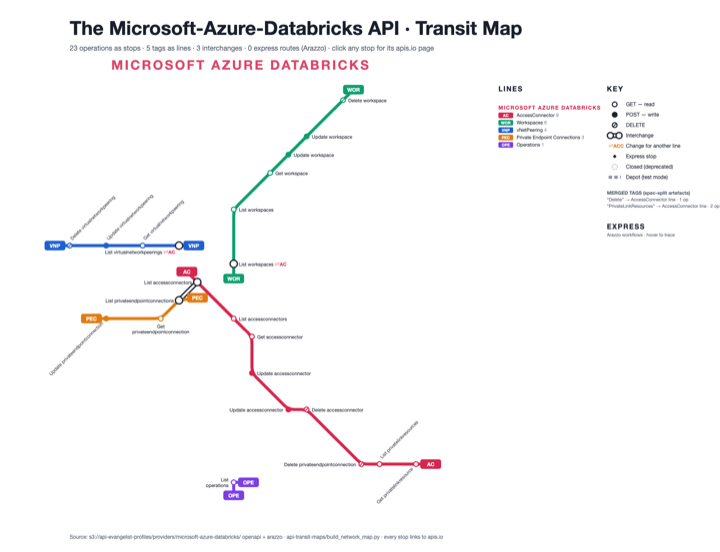 The Microsoft-Azure-Databricks API · Transit Map
23 operations as stops · 5 tags as lines · 3 interchanges · 0 express routes (Arazzo) · click any stop for its apis.io page
MICROSOFT AZURE DATABRICKS
WOR
Delete workspace
Update workspace
Update workspace
Get workspace
List workspaces
List workspaces ⇌AC
WOR
Delete virtualnetworkpeering
Update virtualnetworkpeering
Get virtualnetworkpeering
VNP
VNP
List virtualnetworkpeerings ⇌AC
AC
List accessconnectors
PEC
List privateendpointconnections
PEC
Get
privateendpointconnection
Update privateendpointconnection
List accessconnectors
Get accessconnector
Update accessconnector
Update accessconnector
Delete accessconnector
List privatelinkresources
Delete privateendpointconnection
AC
Get privatelinkresource
List
operations
OPE
OPE
LINES
MICROSOFT AZURE DATABRICKS
AC AccessConnector
WOR Workspaces
VNP vNetPeering
PEC Private Endpoint Connections
OPE Operations
KEY
GET — read
POST — write
DELETE
Interchange
⇌ACC Change for another line
Express stop
Closed (deprecated)
Depot (test mode)
MERGED TAGS (spec-split artefacts)
"Delete" → AccessConnector line · 1 op
"PrivateLinkResources" → AccessConnector line · 2 op
EXPRESS
Arazzo workflows · hover to trace
Source: s3://api-evangelist-profiles/providers/microsoft-azure-databricks/ openapi + arazzo · api-transit-maps/build_network_map.py · every stop links to apis.io